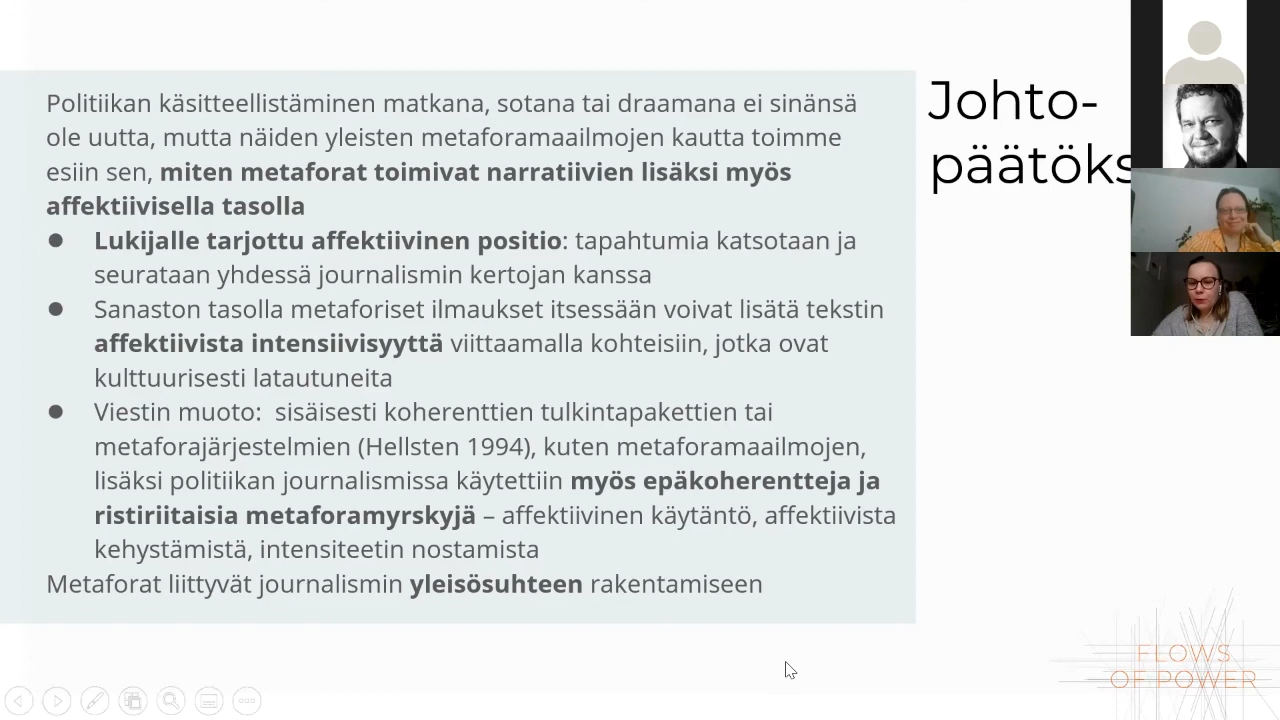 Politiikan käsitteellistäminen matkana, sotana tai draamana ei sinänsä
ole uutta, mutta näiden yleisten metaforamaailmojen kautta toimme
esiin sen, miten metaforat toimivat narratiivien lisäksi myös
affektiivisella tasolla
● Lukijalle tarjottu affektiivinen positio: tapahtumia katsotaan ja
seurataan yhdessä journalismin kertojan kanssa
● Sanaston tasolla metaforiset ilmaukset itsessään voivat lisätä tekstin
affektiivista intensiivisyyttä viittaamalla kohteisiin, jotka ovat
kulttuurisesti latautuneita
● Viestin muoto:  sisäisesti koherenttien tulkintapakettien tai
metaforajärjestelmien (Hellsten 1994), kuten metaforamaailmojen,
lisäksi politiikan journalismissa käytettiin myös epäkoherentteja ja
ristiriitaisia metaforamyrskyjä – affektiivinen käytäntö, affektiivista
kehystämistä, intensiteetin nostamista
Metaforat liittyvät journalismin yleisösuhteen rakentamiseen
Johto-
päätöks
FLOWS
OF POWER